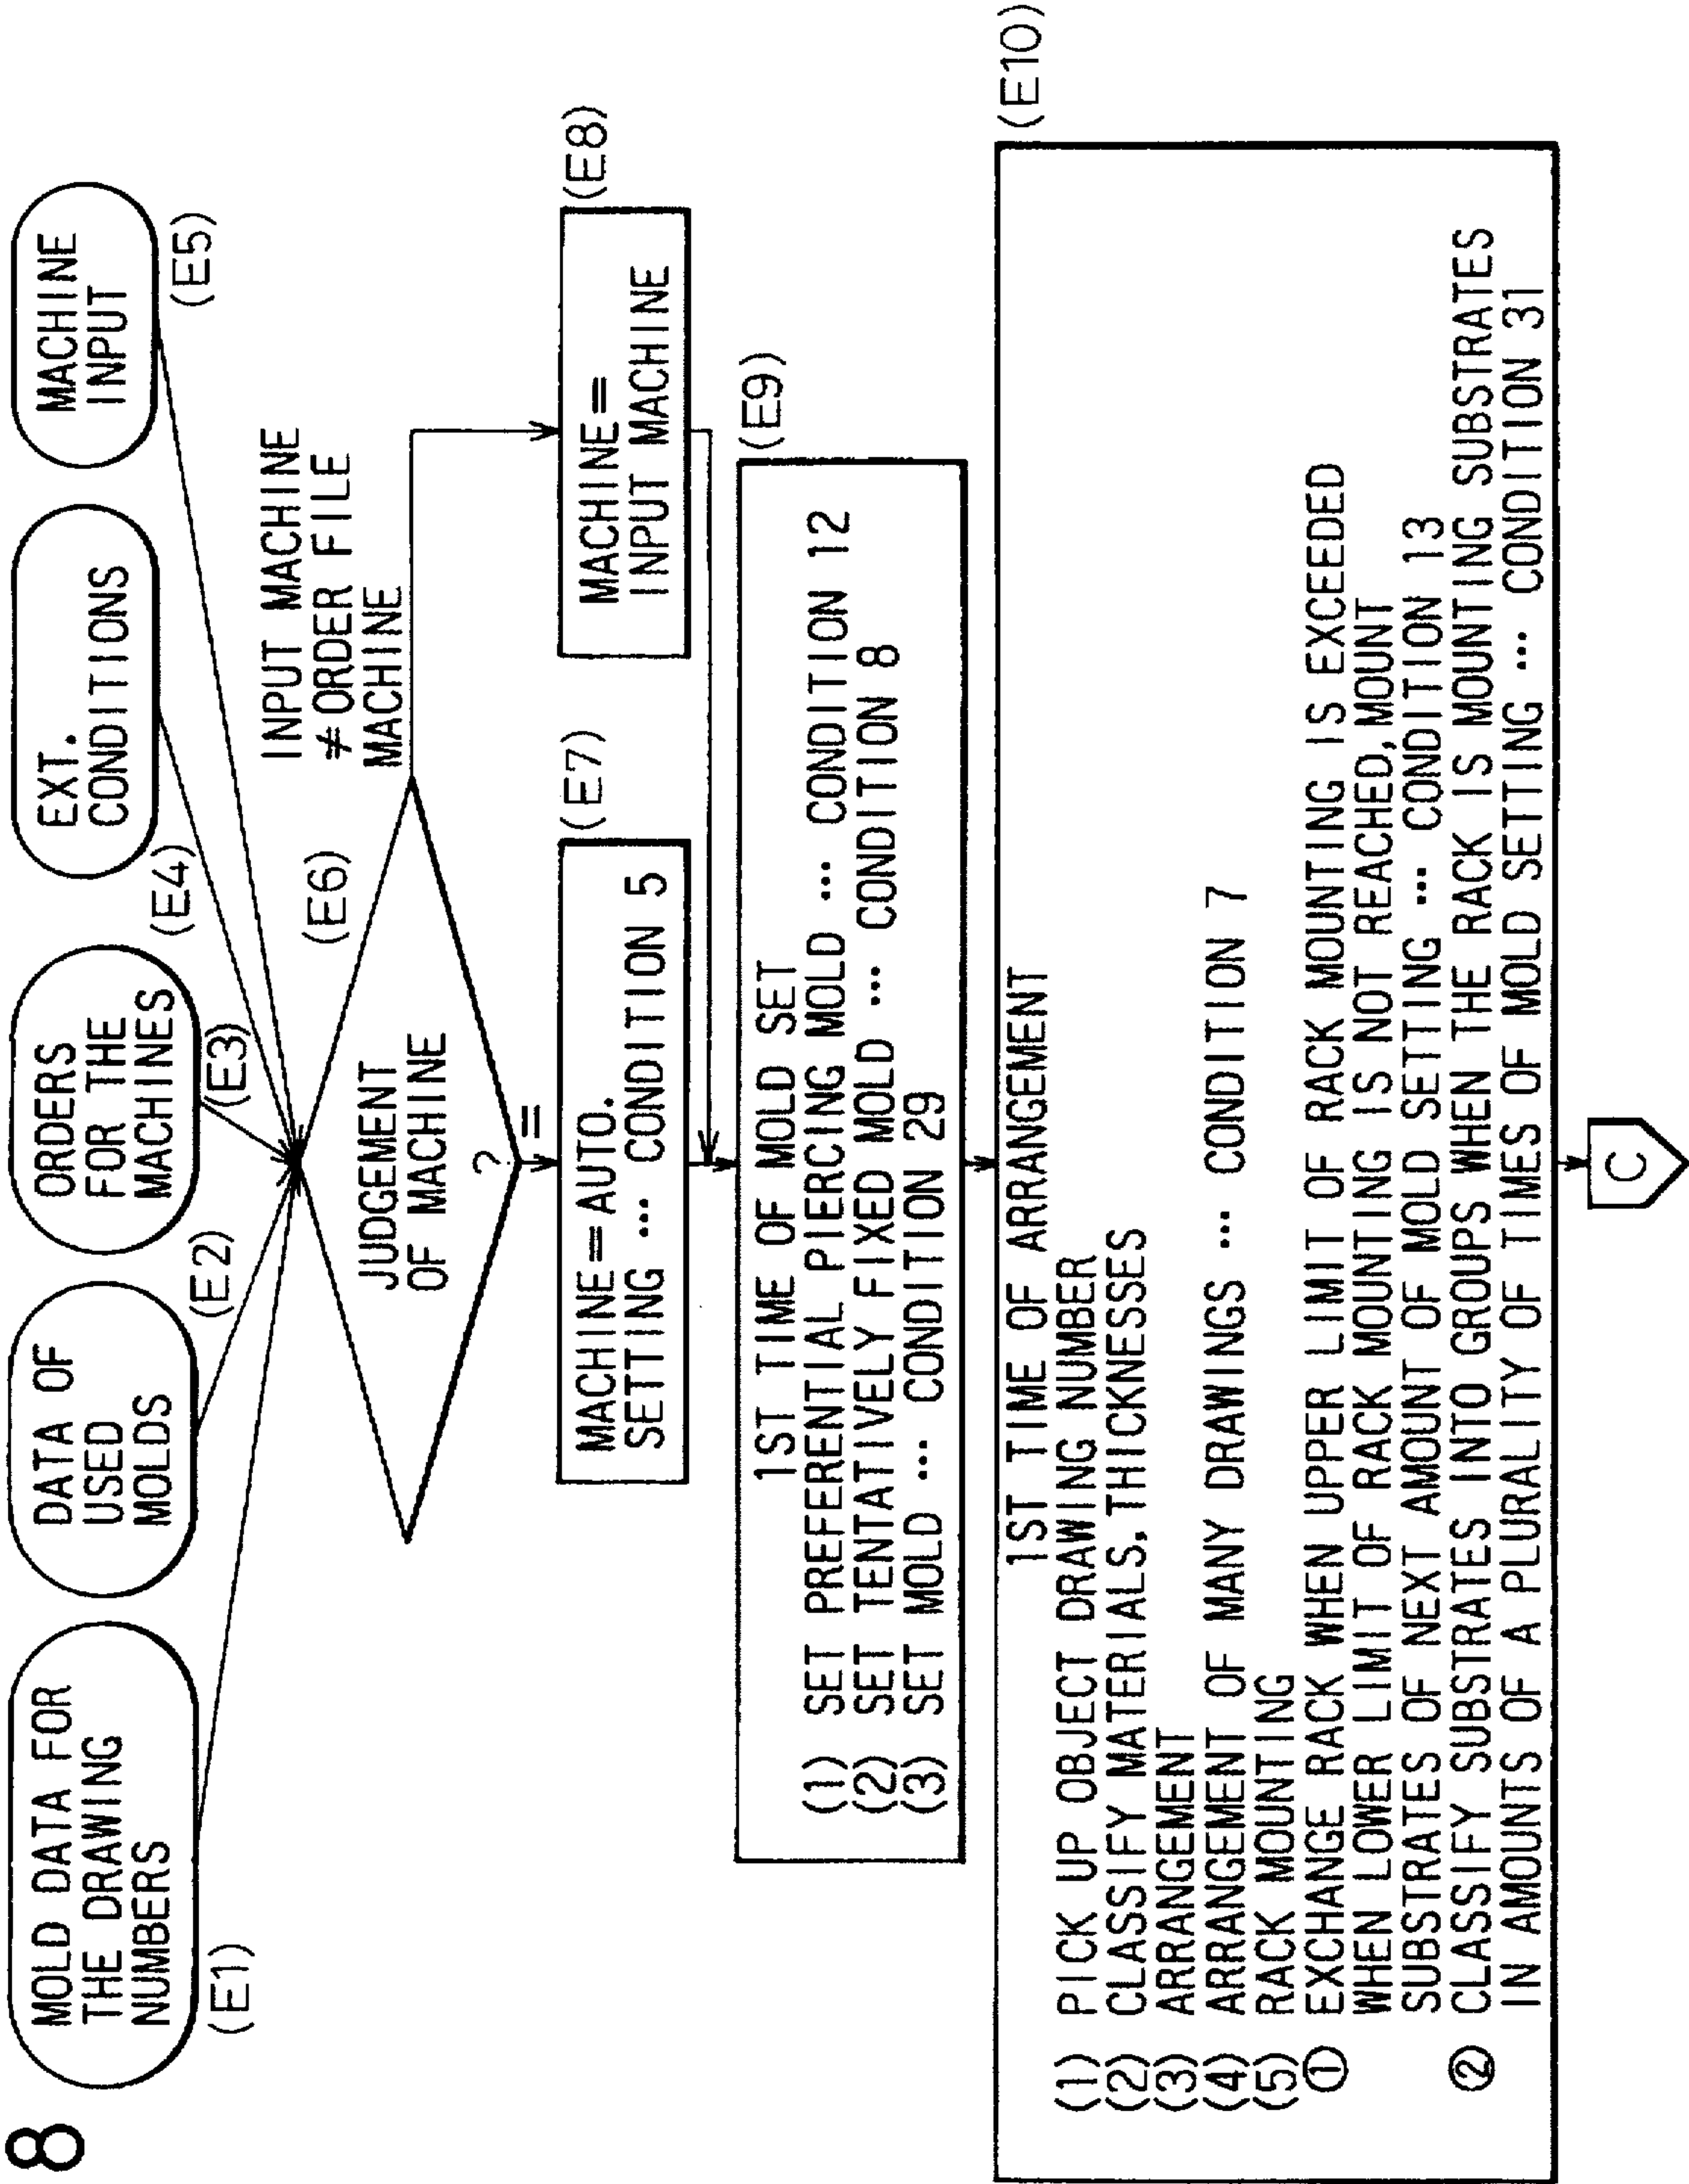 8
MOLD DATA FOR
THE DRAWING
NUMBERS
(E1)
DATA OF
USED
MOLDS
(E2)
ORDERS
FOR THE
MACHINES
(E3)
EXT.
CONDITIONS
(E4)
MACHINE
INPUT
(E5)
(E6)
JUDGEMENT
OF MACHINE
?
=
INPUT MACHINE
≠ORDER FILE
MACHINE
(E7)
MACHINE=AUTO.
SETTING ... CONDITION 5
(E8)
MACHINE=
INPUT MACHINE
(E9)
1ST TIME OF MOLD SET
(1) SET PREFERENTIAL PIERCING MOLD ... CONDITION 12
(2) SET TENTATIVELY FIXED MOLD ... CONDITION 8
(3) SET MOLD ... CONDITION 29
(E10)
1ST TIME OF ARRANGEMENT
(1) PICK UP OBJECT DRAWING NUMBER
(2) CLASSIFY MATERIALS,THICKNESSES
(3) ARRANGEMENT
(4) ARRANGEMENT OF MANY DRAWINGS ... CONDITION 7
(5) RACK MOUNTING
① EXCHANGE RACK WHEN UPPER LIMIT OF RACK MOUNTING IS EXCEEDED
WHEN LOWER LIMIT OF RACK MOUNTING IS NOT REACHED,MOUNT
SUBSTRATES OF NEXT AMOUNT OF MOLD SETTING ... CONDITION 13
② CLASSIFY SUBSTRATES INTO GROUPS WHEN THE RACK IS MOUNTING SUBSTRATES
IN AMOUNTS OF A PLURALITY OF TIMES OF MOLD SETTING ... CONDITION 31
C